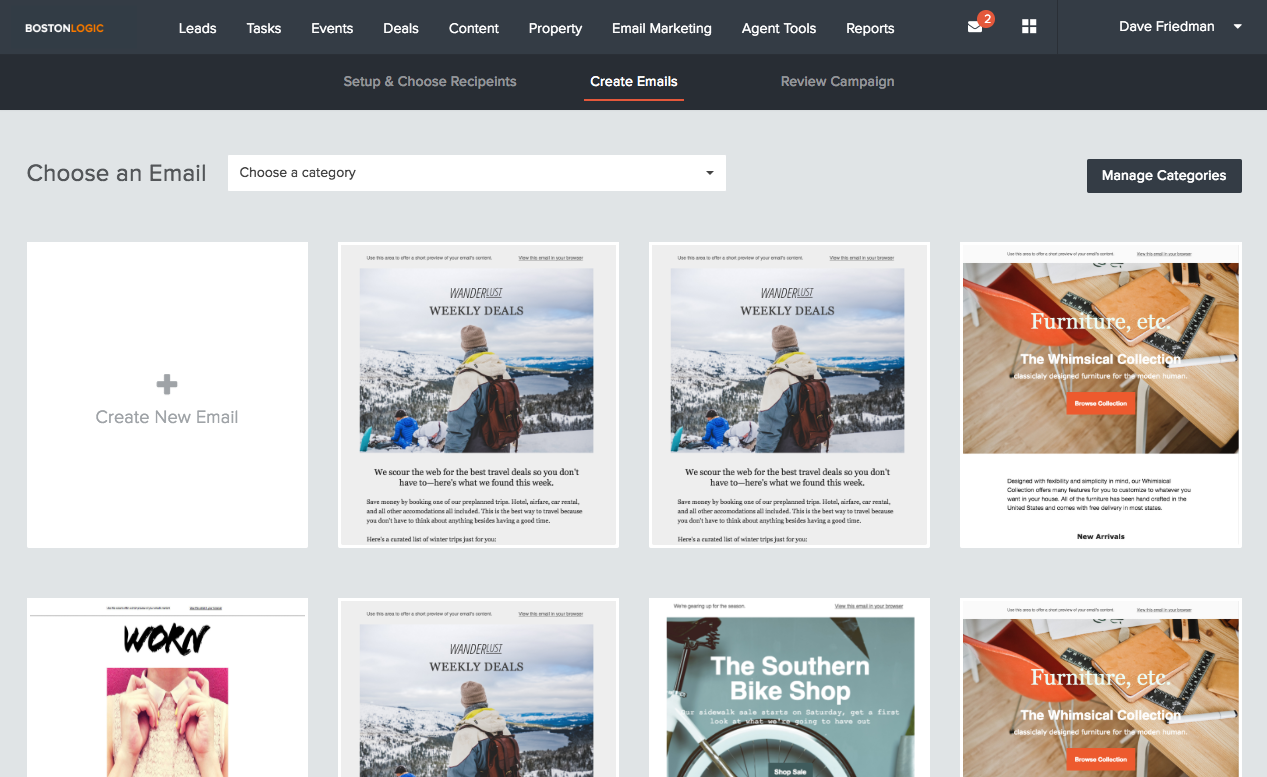 BOSTONLOGIC
Leads Tasks Events Deals Content Property Email Marketing Agent Tools Reports 2 Dave Friedman
Setup & Choose Recipeints Create Emails Review Campaign
Choose an Email Choose a category Manage Categories
Create New Email
Use this area to offer a short preview of your email's content. View this email in your browser
WANDERLUST
WEEKLY DEALS
We scour the web for the best travel deals so you don't
have to—here's what we found this week.
Save money by booking one of our preplanned trips. Hotel, airfare, car rental,
and all other accomodations all included. This is the best way to travel because
you don't have to think about anything besides having a good time.
Here's a curated list of winter trips just for you:
Use this area to offer a short preview of your email's content. View this email in your browser
WANDERLUST
WEEKLY DEALS
We scour the web for the best travel deals so you don't
have to—here's what we found this week.
Save money by booking one of our preplanned trips. Hotel, airfare, car rental,
and all other accomodations all included. This is the best way to travel because
you don't have to think about anything besides having a good time.
Here's a curated list of winter trips just for you:
Use this area to offer a short preview of your email's content. View this email in your browser
Furniture, etc.
The Whimsical Collection
classicaly designed furniture for the moden human.
Browse Collection
Designed with flexibility and simplicity in mind, our Whimisical
Collection offers many features for you to customize to whatever you
want in your house. All of the furniture has been hand crafted in the
United States and comes with free delivery in most states.
New Arrivals
WORN
Use this area to offer a short preview of your email's content. View this email in your browser
WANDERLUST
WEEKLY DEALS
We're gearing up for the season. View this email in your browser
The Southern
Bike Shop
Our sidewalk sale starts on Saturday, get a first
look at what we're going to have out
Shop Sale
Use this area to offer a short preview of your email's content. View this email in your browser
Furniture, etc.
The Whimsical Collection
classicaly designed furniture for the moden human.
Browse Collection